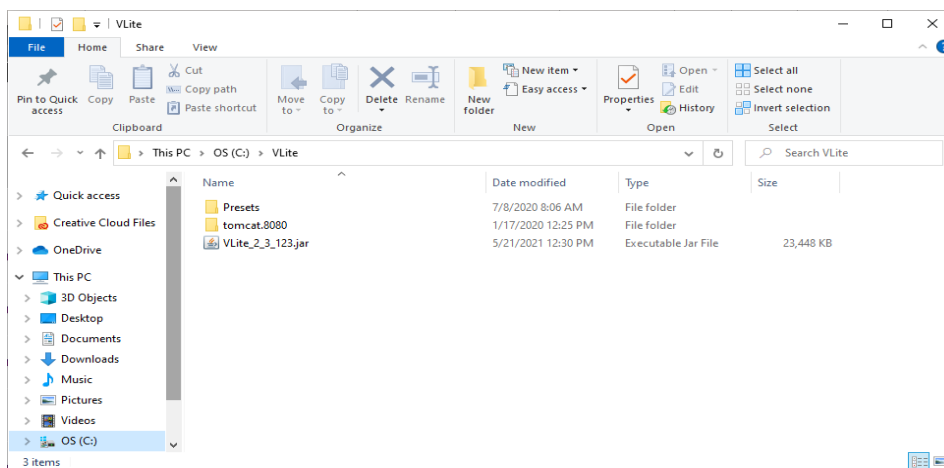 VLite
File Home Share View
Pin to Quick access
Copy
Paste
Cut
Copy path
Paste shortcut
Clipboard
Move to
Copy to
Delete
Rename
Organize
New folder
New item
Easy access
New
Properties
Open
Edit
History
Open
Select all
Select none
Invert selection
Select
This PC > OS (C:) > VLite
Search VLite
Name Date modified Type Size
Presets 7/8/2020 8:06 AM File folder
tomcat.8080 1/17/2020 12:25 PM File folder
VLite_2_3_123.jar 5/21/2021 12:30 PM Executable Jar File 23,448 KB
Quick access
Creative Cloud Files
OneDrive
This PC
3D Objects
Desktop
Documents
Downloads
Music
Pictures
Videos
OS (C:)
3 items